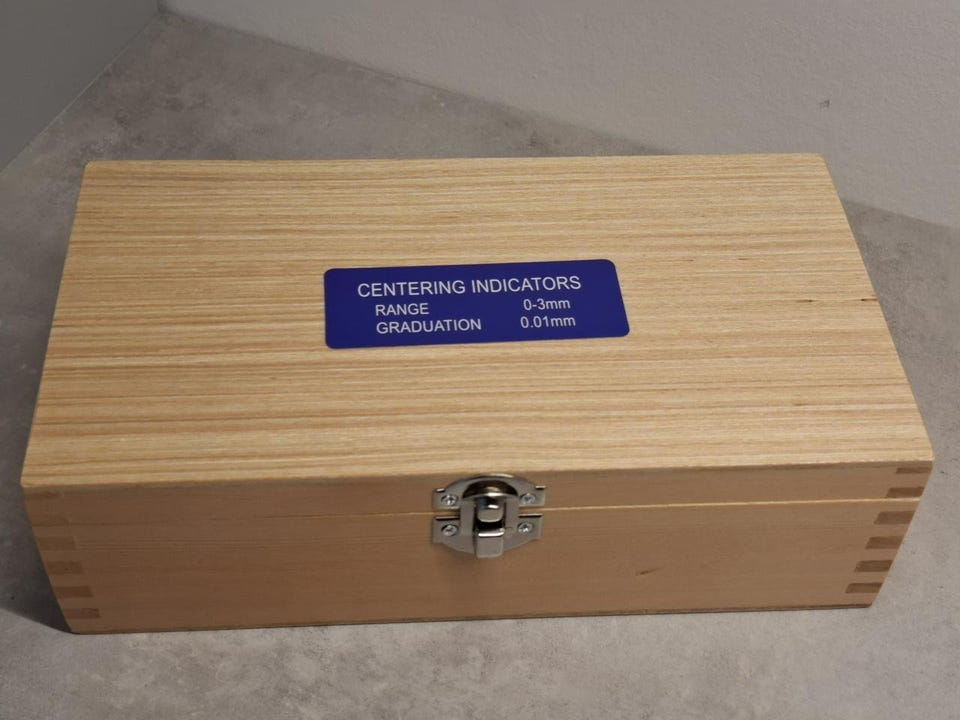 CENTERING INDICATORS
RANGE 0-3mm
GRADUATION 0.01mm